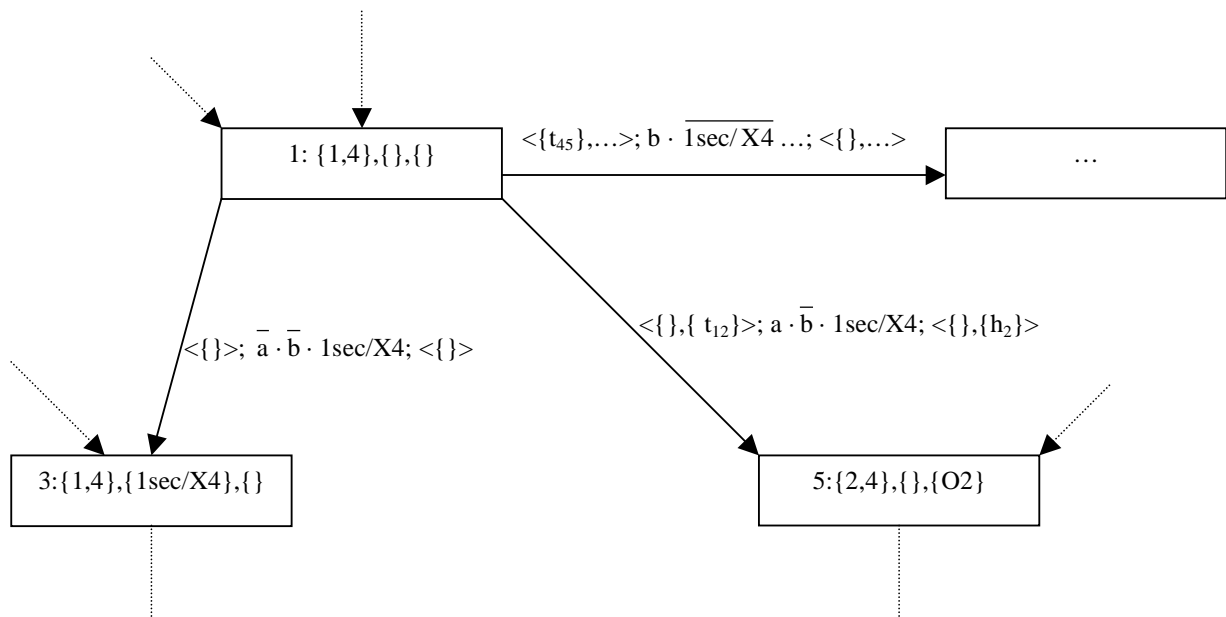 <{t₄₅},…>; b · \overline{1sec/ X4} …; <{},…>
1: {1,4},{},{}
…
<{},{ t₁₂}>; a · b̅ · 1sec/X4; <{},{h₂}>
<{}>; a̅ · b̅ · 1sec/X4; <{}>
3:{1,4},{1sec/X4},{}
5:{2,4},{},{O2}